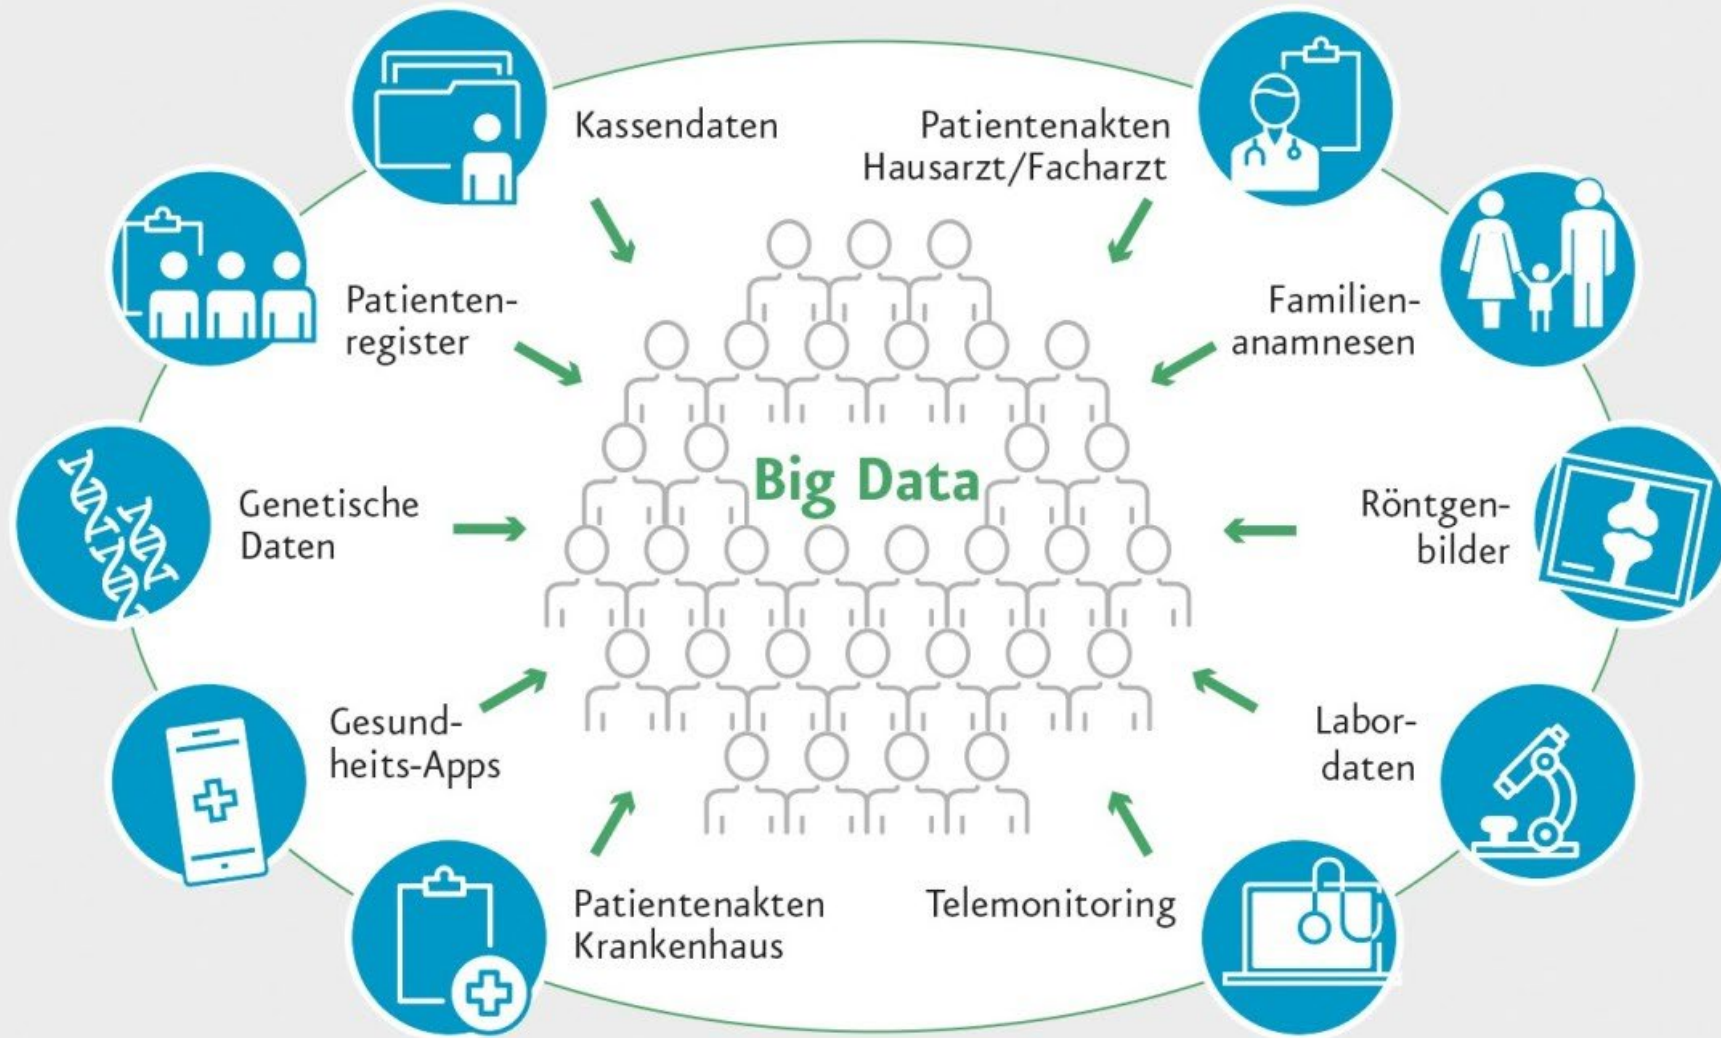 Kassendaten
Patientenakten
Hausarzt/Facharzt
Patienten-
register
Familien-
anamnesen
Big Data
Genetische
Daten
Röntgen-
bilder
Gesund-
heits-Apps
Labor-
daten
Patientenakten
Krankenhaus
Telemonitoring